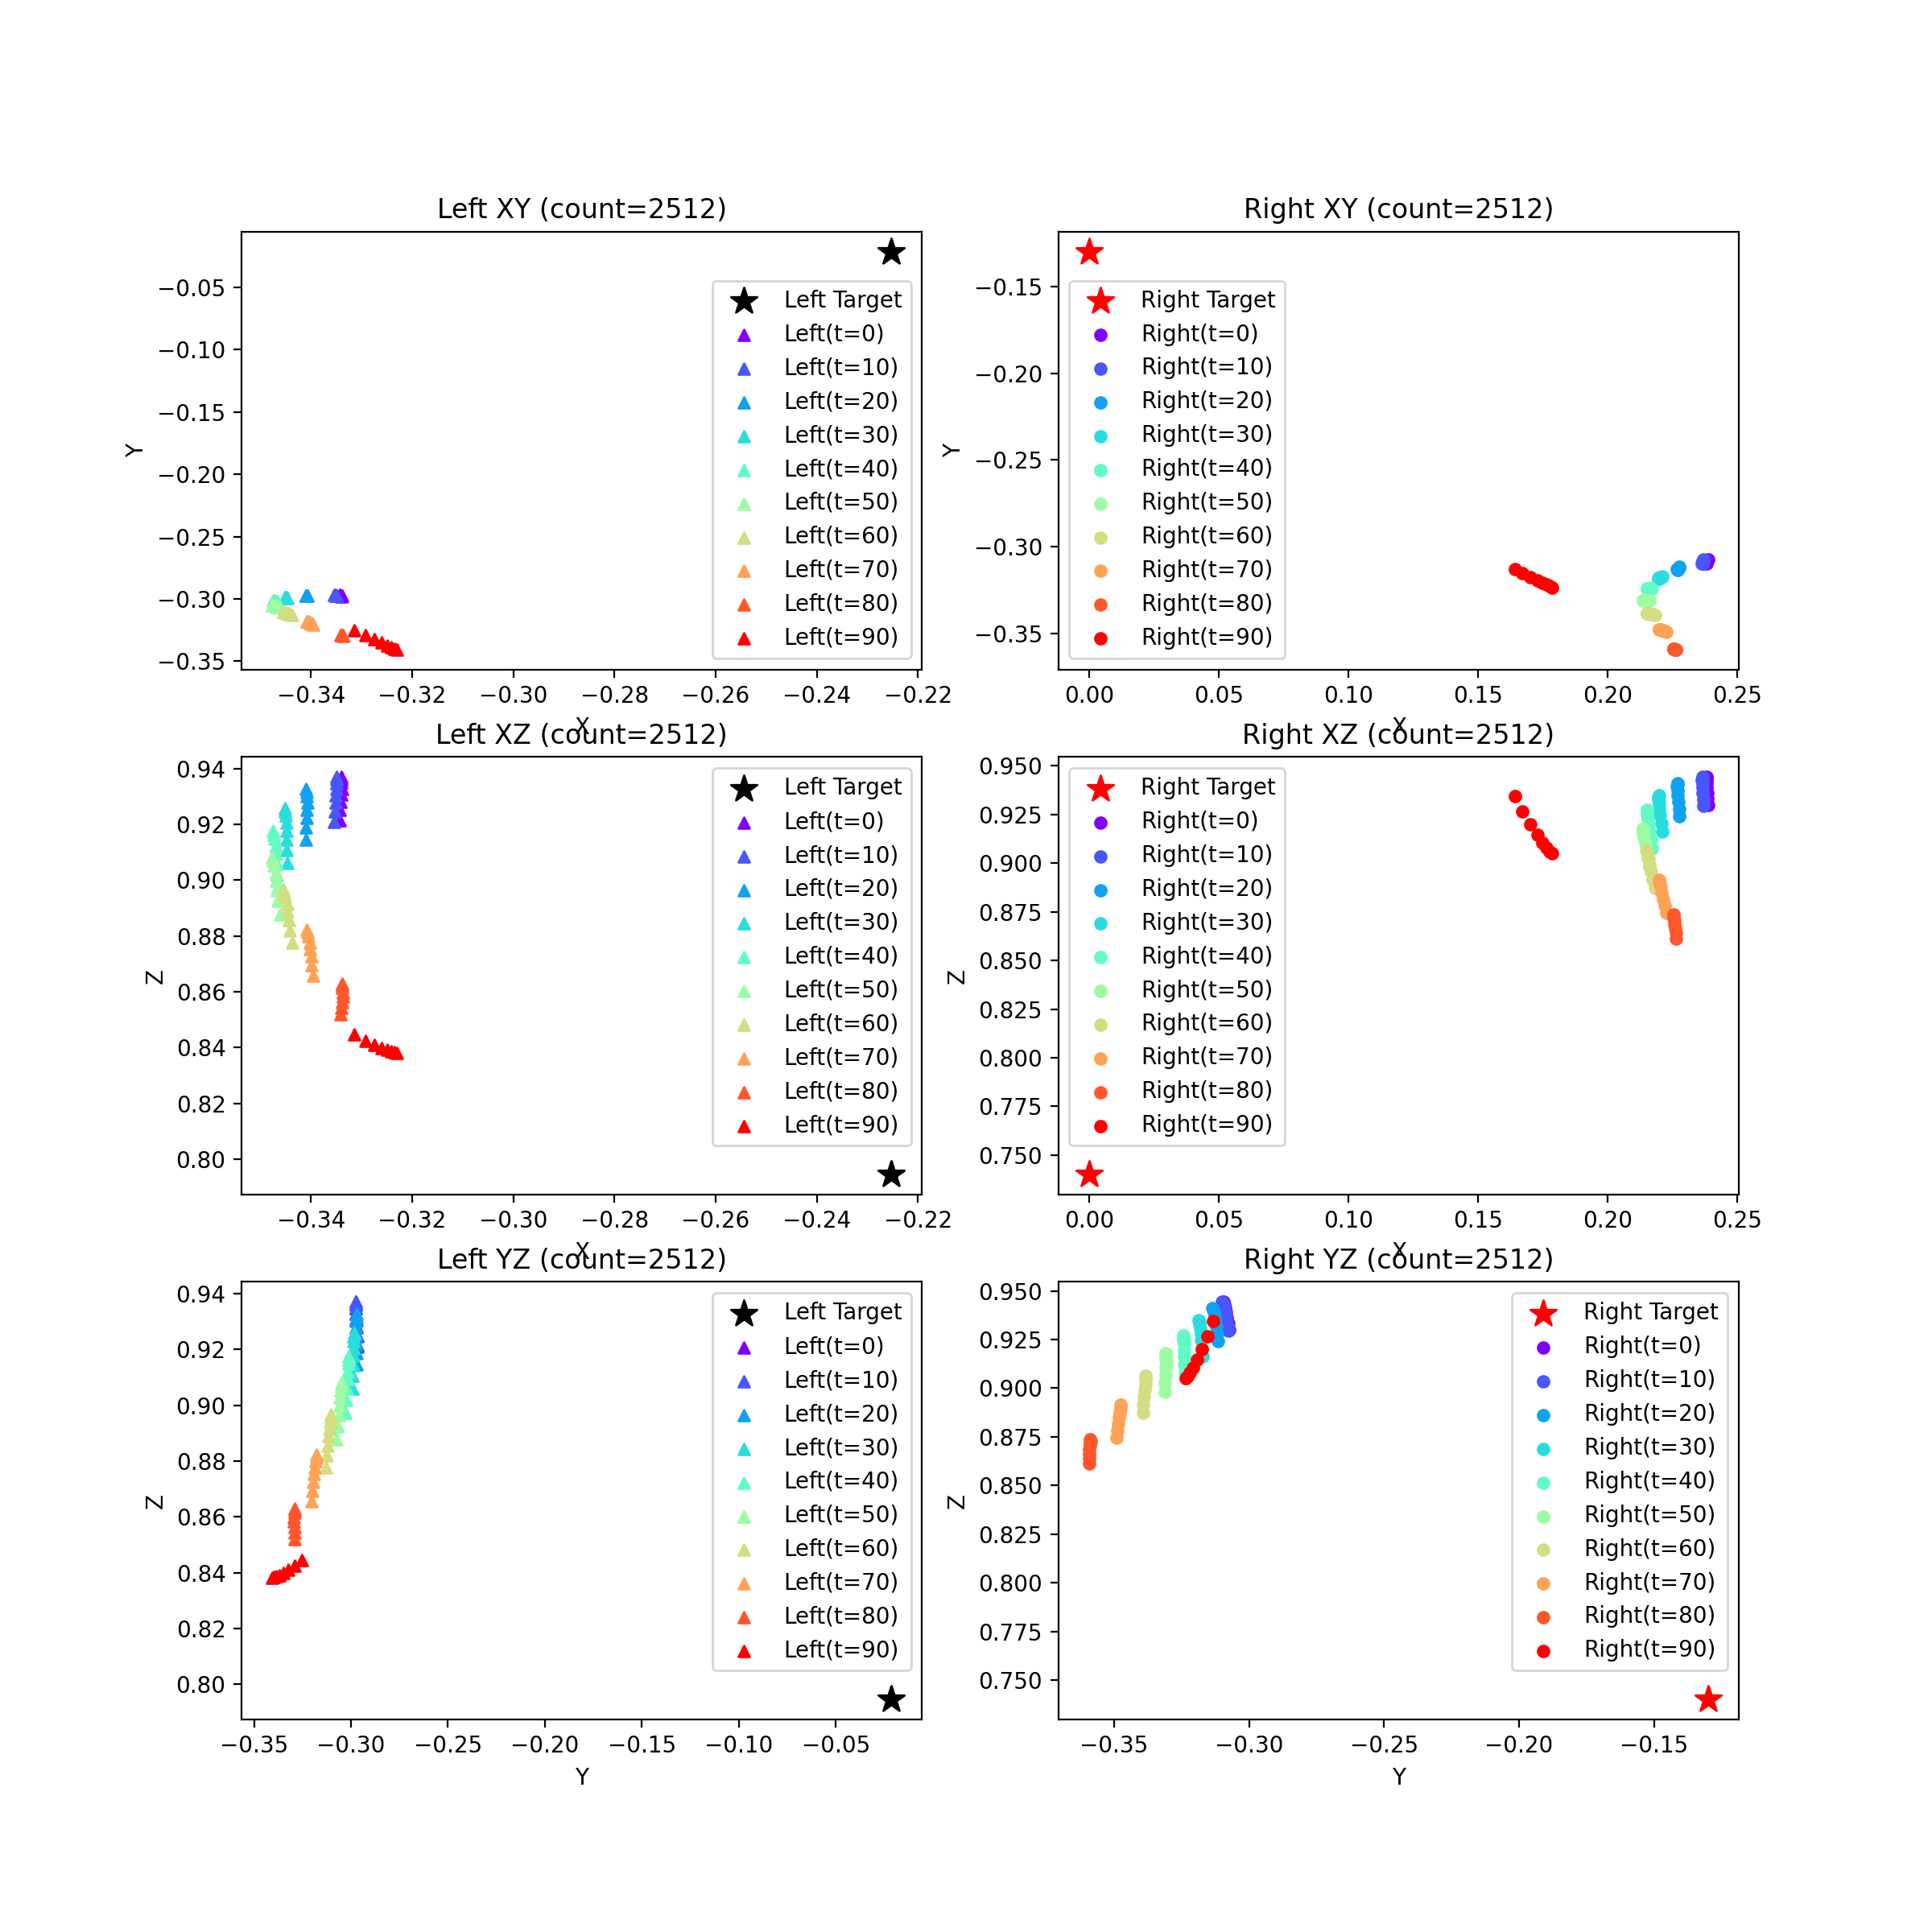 Left XY (count=2512)
Y
−0.05
−0.10
−0.15
−0.20
−0.25
−0.30
−0.35
Left Target
Left(t=0)
Left(t=10)
Left(t=20)
Left(t=30)
Left(t=40)
Left(t=50)
Left(t=60)
Left(t=70)
Left(t=80)
Left(t=90)
−0.34 −0.32 −0.30 −0.28 −0.26 −0.24 −0.22
X
Right XY (count=2512)
Y
−0.15
−0.20
−0.25
−0.30
−0.35
Right Target
Right(t=0)
Right(t=10)
Right(t=20)
Right(t=30)
Right(t=40)
Right(t=50)
Right(t=60)
Right(t=70)
Right(t=80)
Right(t=90)
0.00 0.05 0.10 0.15 0.20 0.25
X
Left XZ (count=2512)
Z
0.94
0.92
0.90
0.88
0.86
0.84
0.82
0.80
Left Target
Left(t=0)
Left(t=10)
Left(t=20)
Left(t=30)
Left(t=40)
Left(t=50)
Left(t=60)
Left(t=70)
Left(t=80)
Left(t=90)
−0.34 −0.32 −0.30 −0.28 −0.26 −0.24 −0.22
X
Right XZ (count=2512)
Z
0.950
0.925
0.900
0.875
0.850
0.825
0.800
0.775
0.750
Right Target
Right(t=0)
Right(t=10)
Right(t=20)
Right(t=30)
Right(t=40)
Right(t=50)
Right(t=60)
Right(t=70)
Right(t=80)
Right(t=90)
0.00 0.05 0.10 0.15 0.20 0.25
X
Left YZ (count=2512)
Z
0.94
0.92
0.90
0.88
0.86
0.84
0.82
0.80
Left Target
Left(t=0)
Left(t=10)
Left(t=20)
Left(t=30)
Left(t=40)
Left(t=50)
Left(t=60)
Left(t=70)
Left(t=80)
Left(t=90)
−0.35 −0.30 −0.25 −0.20 −0.15 −0.10 −0.05
Y
Right YZ (count=2512)
Z
0.950
0.925
0.900
0.875
0.850
0.825
0.800
0.775
0.750
Right Target
Right(t=0)
Right(t=10)
Right(t=20)
Right(t=30)
Right(t=40)
Right(t=50)
Right(t=60)
Right(t=70)
Right(t=80)
Right(t=90)
−0.35 −0.30 −0.25 −0.20 −0.15
Y